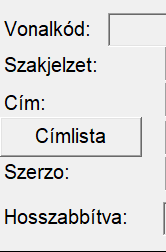 Vonalkód:
Szakjelzet:
Cím:
Címlista
Szerzo:
Hosszabbítva: